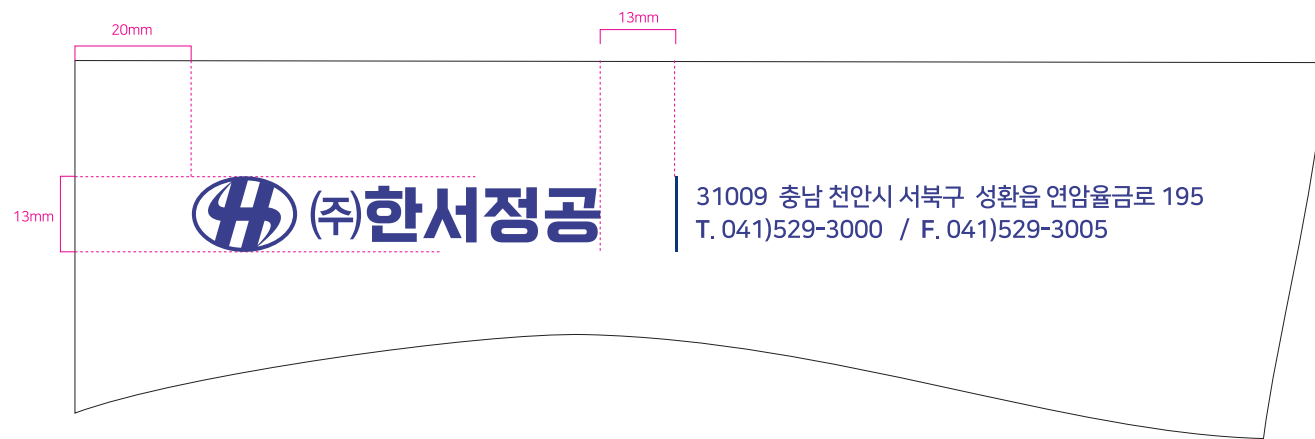 20mm
13mm
13mm
(주)한서정공
31009 충남 천안시 서북구 성환읍 연암율금로 195
T. 041)529-3000 / F. 041)529-3005